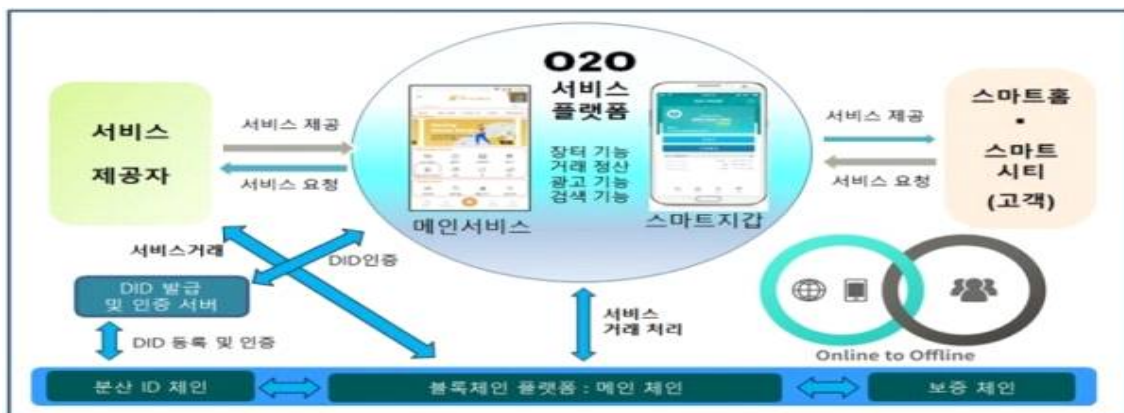 O2O
서비스
플랫폼
장터 기능
거래 정산
광고 기능
검색 기능
메인서비스
스마트지갑
서비스
제공자
서비스 제공
서비스 요청
서비스 제공
서비스 요청
스마트홈
•
스마트
시티
(고객)
서비스거래
DID인증
DID 발급
및 인증 서버
DID 등록 및 인증
서비스
거래 처리
Online to Offline
분산 ID 체인
블록체인 플랫폼 : 메인 체인
보증 체인